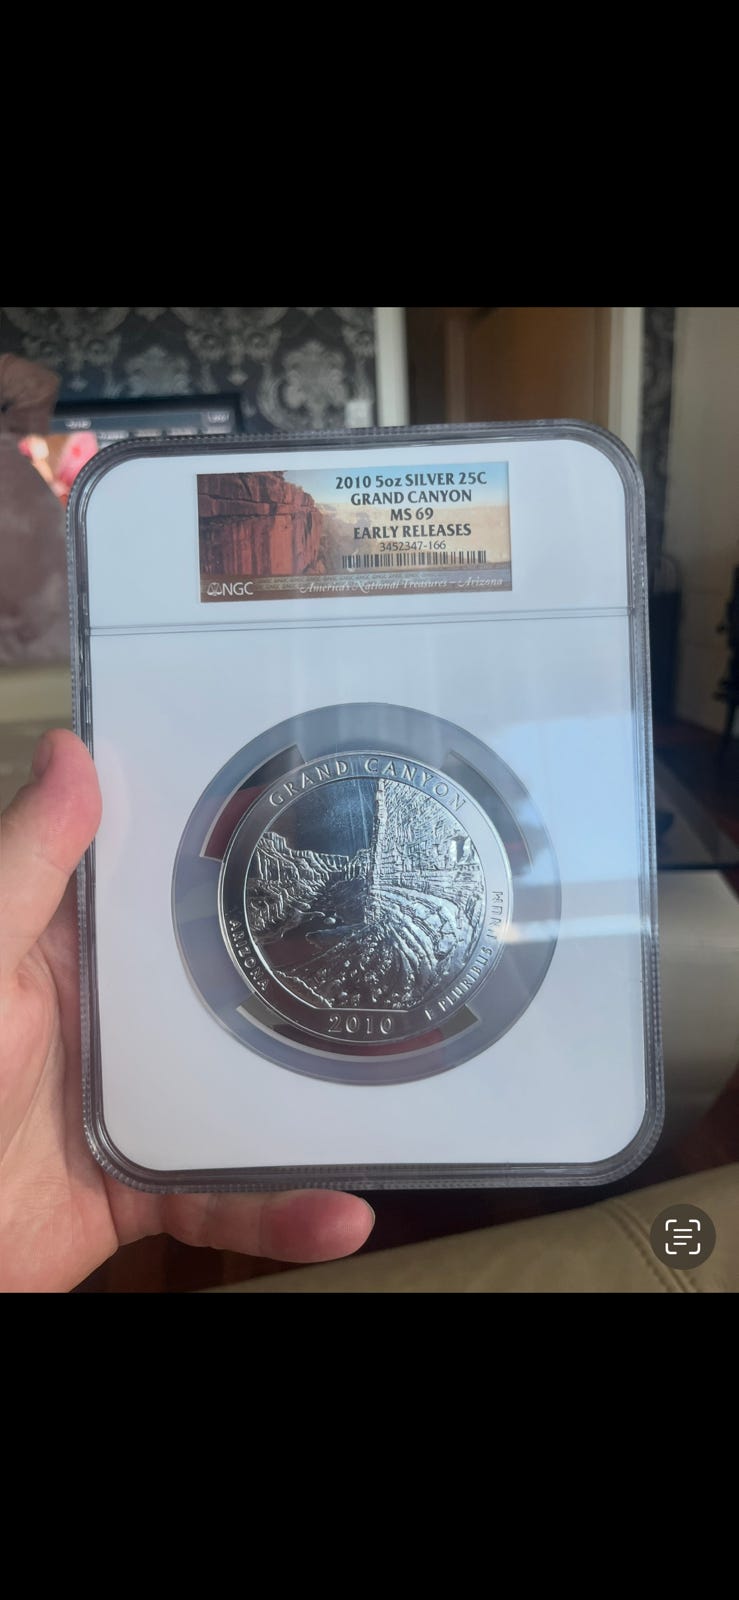 2010 5oz SILVER 25C
GRAND CANYON
MS 69
EARLY RELEASES
3452347-166
NGC
America's National Treasures – Arizona
GRAND CANYON
ARIZONA
E PLURIBUS UNUM
2010